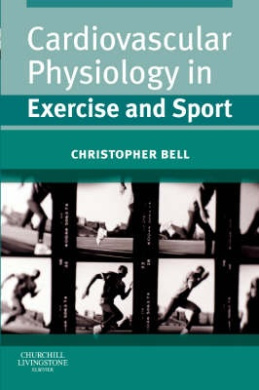 Cardiovascular
Physiology in
Exercise and Sport
CHRISTOPHER BELL
CHURCHILL
LIVINGSTONE
ELSEVIER